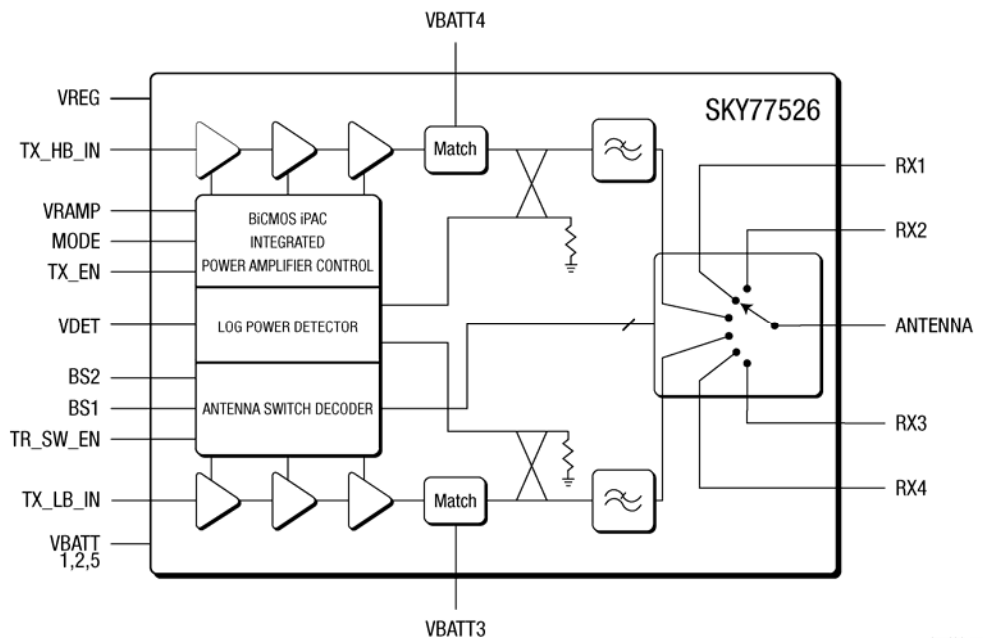 VBATT4
SKY77526
VREG
TX_HB_IN
Match
RX1
VRAMP
BiCMOS iPAC
INTEGRATED
POWER AMPLIFIER CONTROL
RX2
MODE
TX_EN
VDET
LOG POWER DETECTOR
ANTENNA
BS2
BS1
ANTENNA SWITCH DECODER
TR_SW_EN
RX3
TX_LB_IN
Match
RX4
VBATT
1,2,5
VBATT3